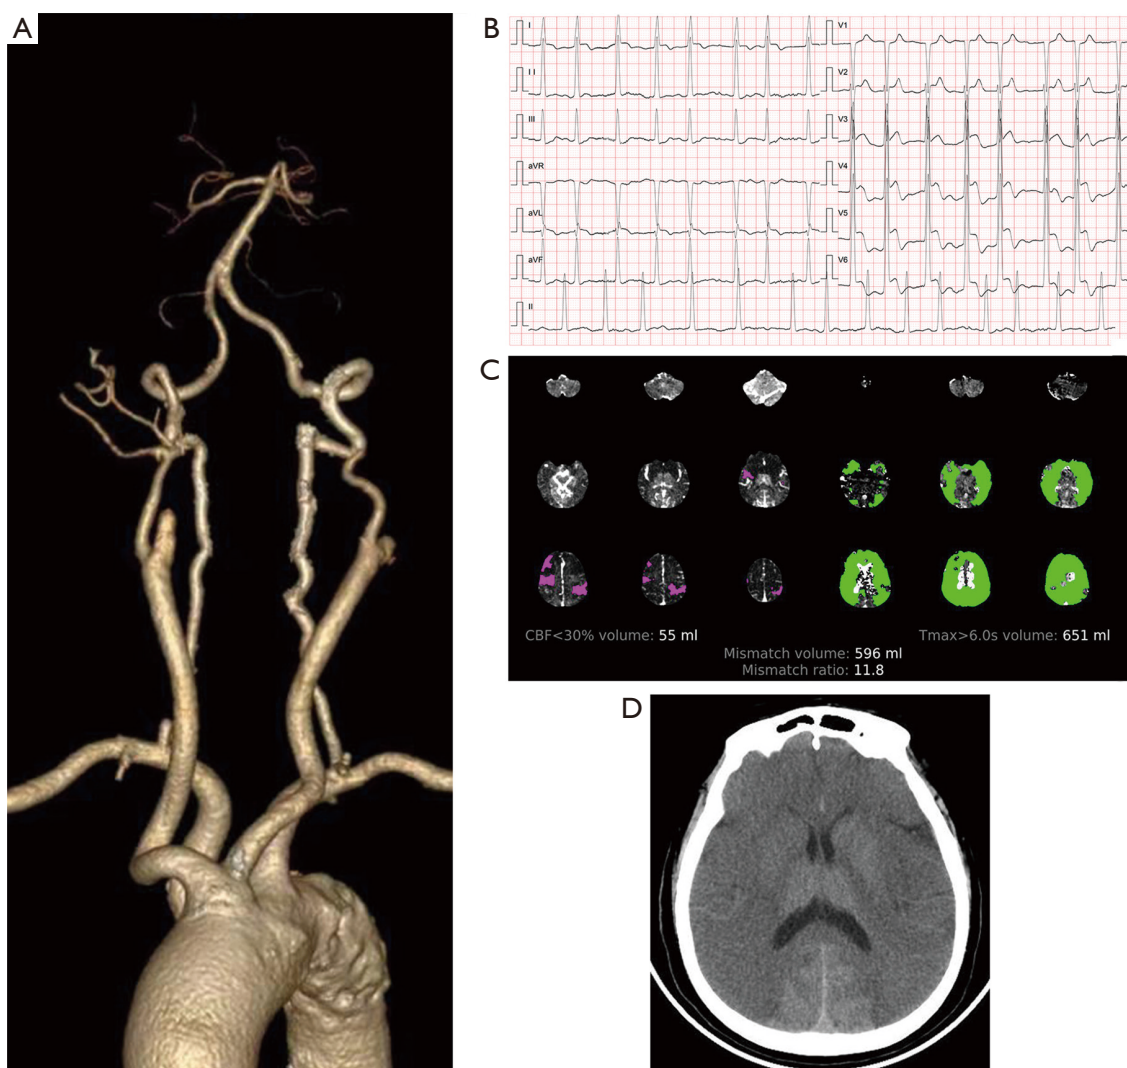 A
B
I
II
III
aVR
aVL
aVF
II
V1
V2
V3
V4
V5
V6
C
CBF<30% volume: 55 ml
Tmax>6.0s volume: 651 ml
Mismatch volume: 596 ml
Mismatch ratio: 11.8
D